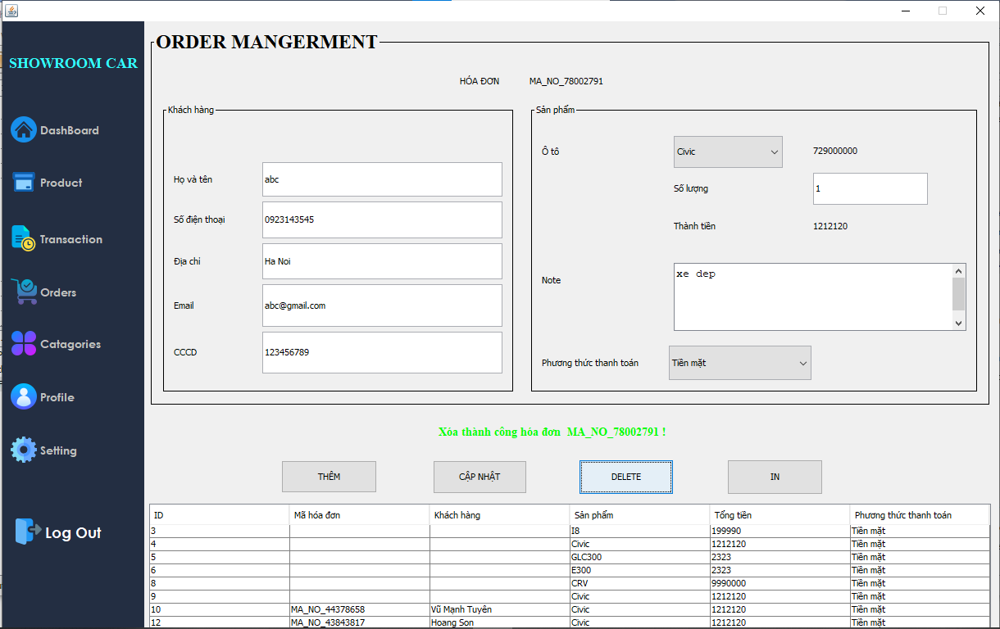 ORDER MANGERMENT
SHOWROOM CAR
DashBoard
Product
Transaction
Orders
Catagories
Profile
Setting
Log Out
HÓA ĐƠN MA_NO_78002791
Khách hàng
Họ và tên abc
Số điện thoại 0923143545
Địa chỉ Ha Noi
Email abc@gmail.com
CCCD 123456789
Sản phẩm
Ô tô Civic 729000000
Số lượng 1
Thành tiền 1212120
Note xe dep
Phương thức thanh toán Tiền mặt
Xóa thành công hóa đơn MA_NO_78002791 !
THÊM CẬP NHẬT DELETE IN
ID Mã hóa đơn Khách hàng Sản phẩm Tổng tiền Phương thức thanh toán
3 I8 199990 Tiền mặt
4 Civic 1212120 Tiền mặt
5 GLC300 2323 Tiền mặt
6 E300 2323 Tiền mặt
8 CRV 9990000 Tiền mặt
9 Civic 1212120 Tiền mặt
10 MA_NO_44378658 Vũ Mạnh Tuyên Civic 1212120 Tiền mặt
12 MA_NO_43843817 Hoang Son Civic 1212120 Tiền mặt